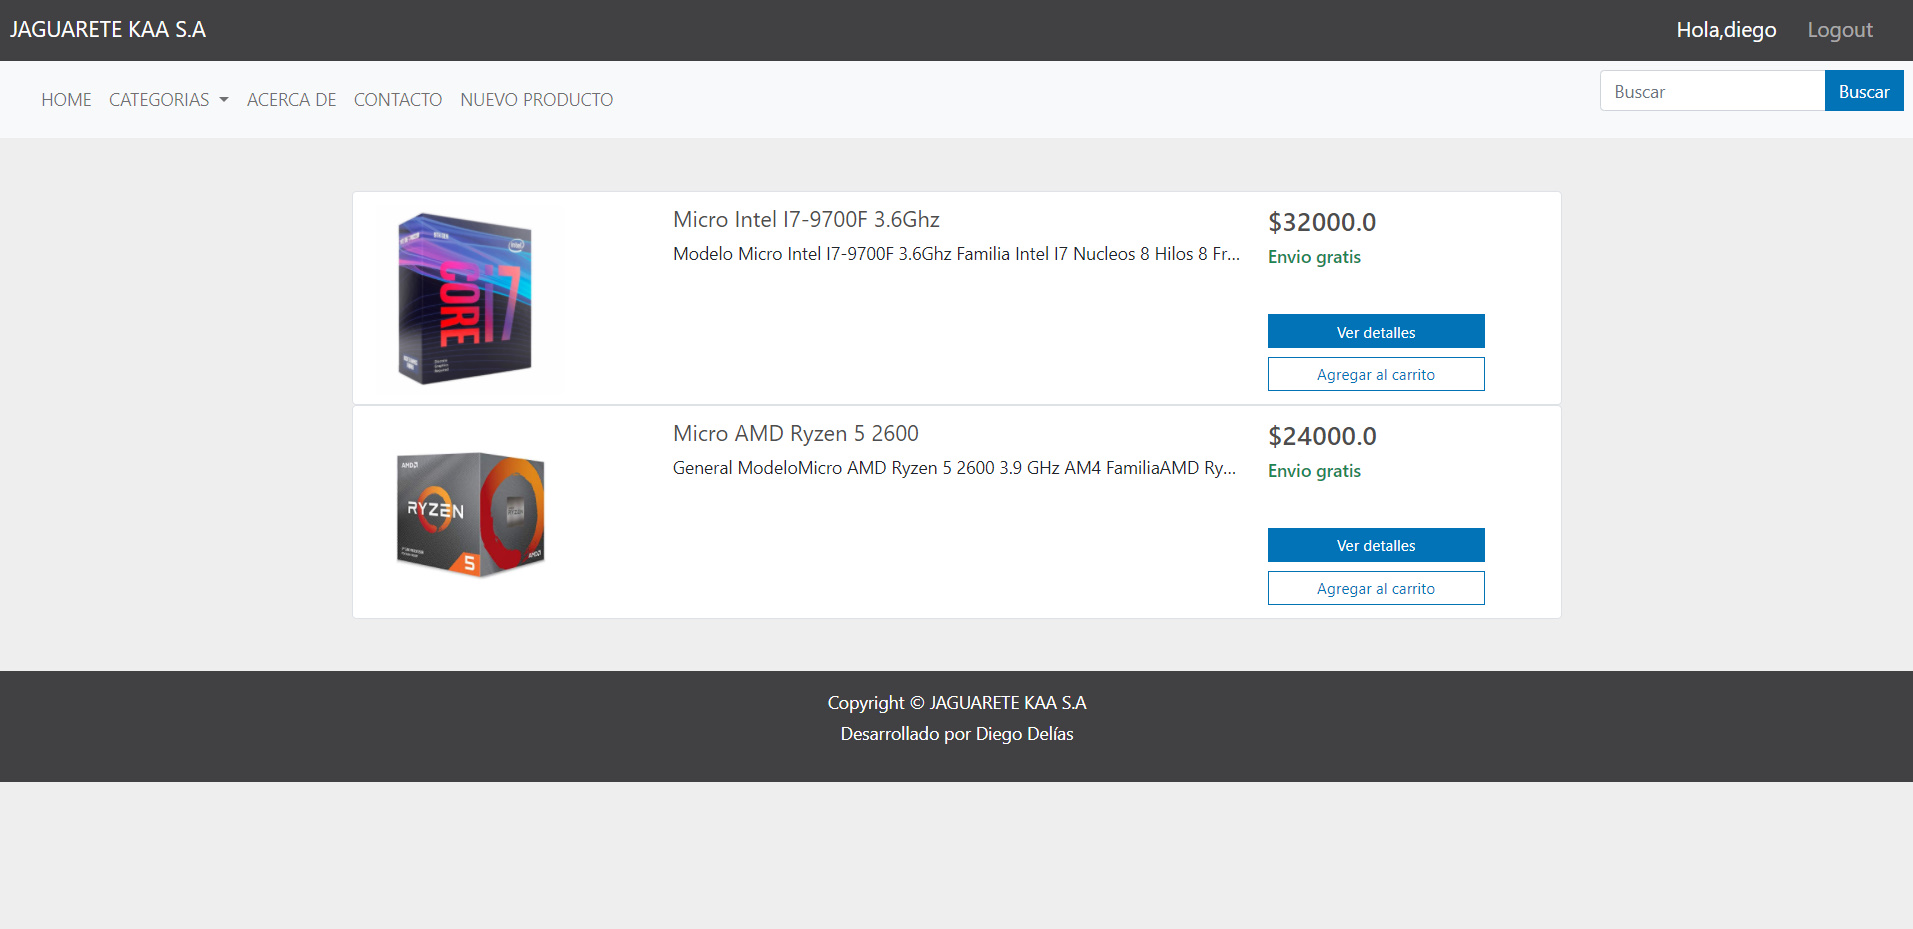 JAGUARETE KAA S.A
Hola,diego Logout
HOME CATEGORIAS ACERCA DE CONTACTO NUEVO PRODUCTO
Buscar Buscar
Micro Intel I7-9700F 3.6Ghz
$32000.0
Modelo Micro Intel I7-9700F 3.6Ghz Familia Intel I7 Nucleos 8 Hilos 8 Fr...
Envio gratis
intel
CORE i7
Ver detalles
Agregar al carrito
Micro AMD Ryzen 5 2600
$24000.0
General ModeloMicro AMD Ryzen 5 2600 3.9 GHz AM4 FamiliaAMD Ry...
Envio gratis
AMD
RYZEN
RYZEN
5
AMD
Ver detalles
Agregar al carrito
Copyright © JAGUARETE KAA S.A
Desarrollado por Diego Delías